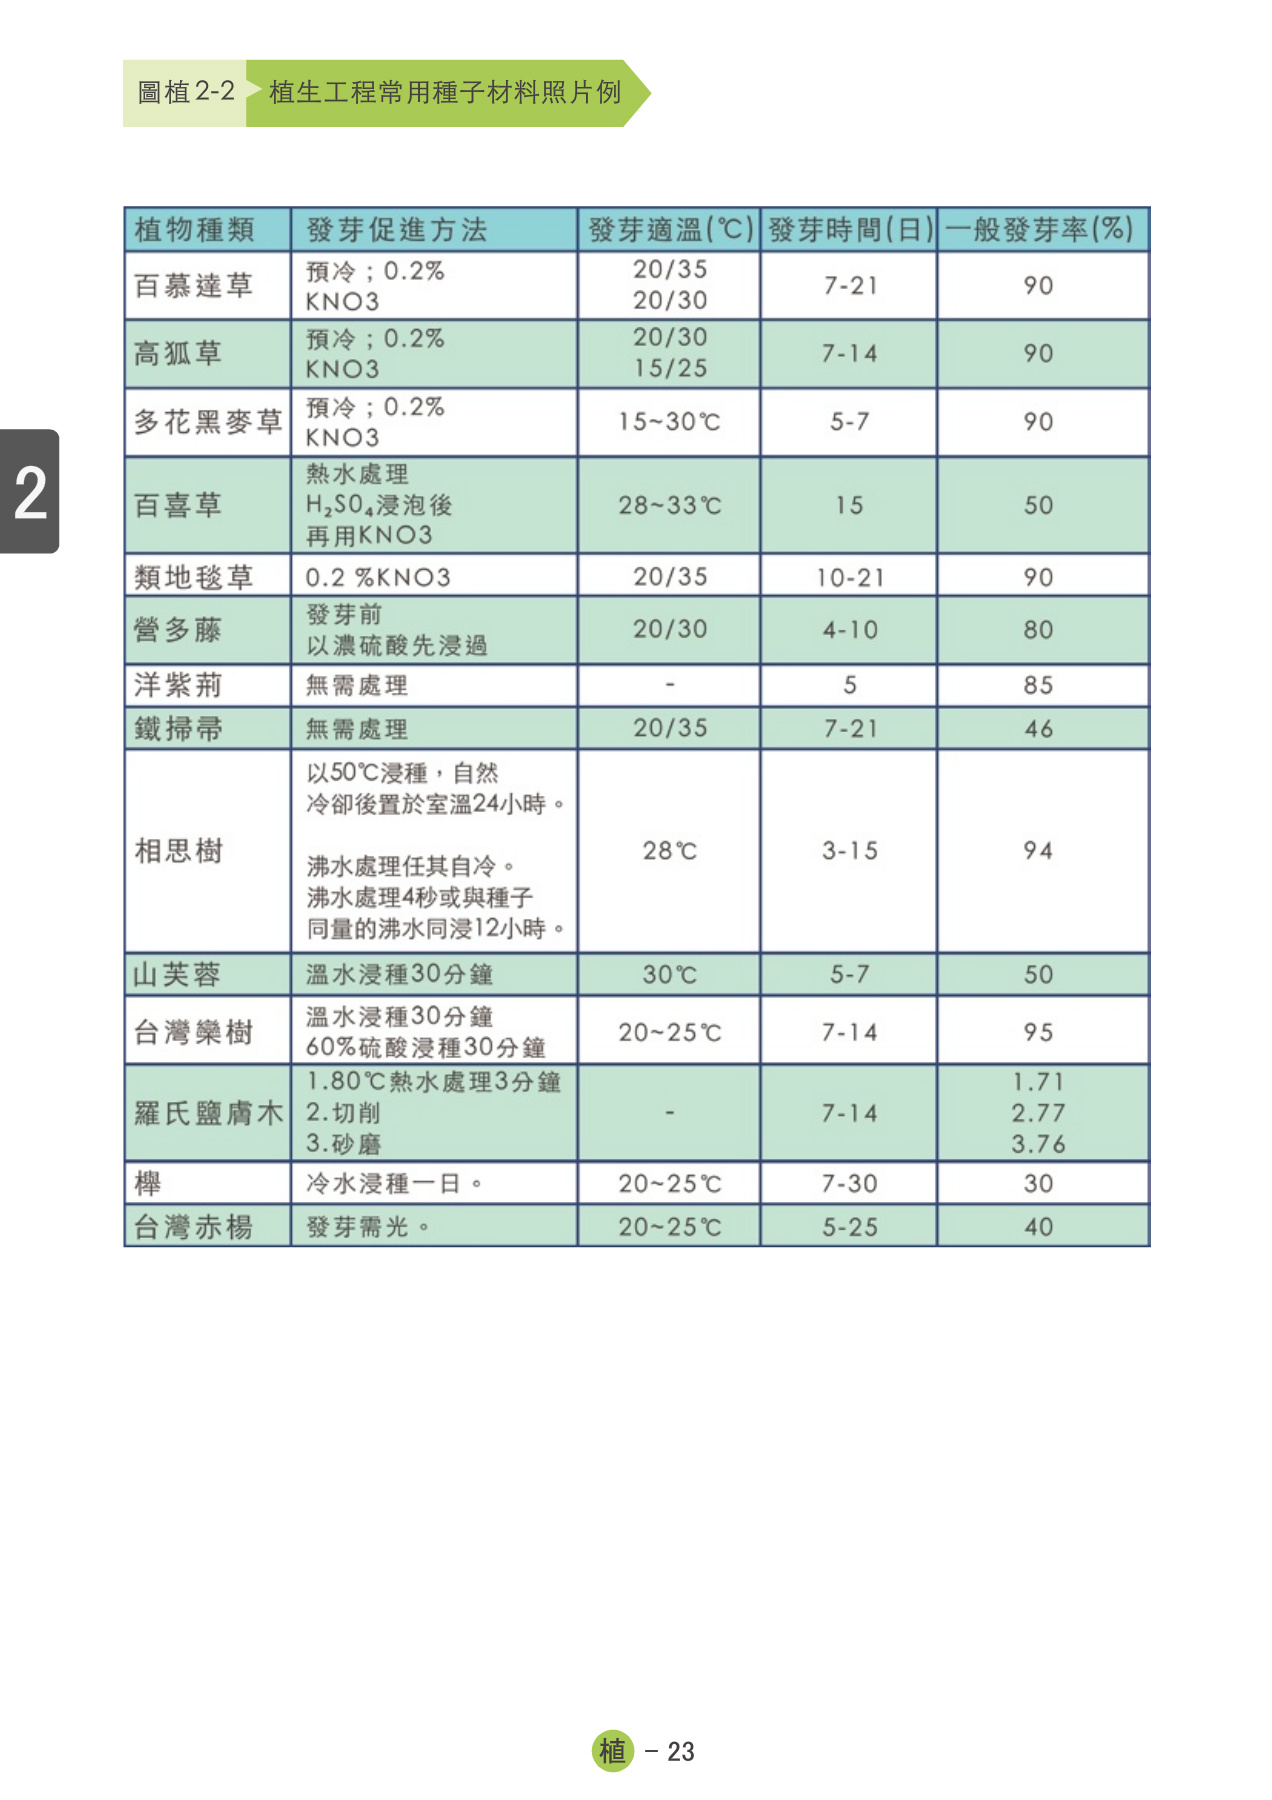 圖植2-2 植生工程常用種子材料照片例
植物種類 發芽促進方法 發芽適溫(℃) 發芽時間(日) 一般發芽率(%)
百慕達草 預冷；0.2% KNO3 20/35 20/30 7-21 90
高狐草 預冷；0.2% KNO3 20/30 15/25 7-14 90
多花黑麥草 預冷；0.2% KNO3 15~30℃ 5-7 90
百喜草 熱水處理 H₂SO₄浸泡後 再用KNO3 28~33℃ 15 50
類地毯草 0.2 %KNO3 20/35 10-21 90
營多藤 發芽前 以濃硫酸先浸過 20/30 4-10 80
洋紫荊 無需處理 - 5 85
鐵掃帚 無需處理 20/35 7-21 46
相思樹 以50℃浸種，自然 冷卻後置於室溫24小時。 沸水處理任其自冷。 沸水處理4秒或與種子 同量的沸水同浸12小時。 28℃ 3-15 94
山芙蓉 溫水浸種30分鐘 30℃ 5-7 50
台灣欒樹 溫水浸種30分鐘 60%硫酸浸種30分鐘 20~25℃ 7-14 95
羅氏鹽膚木 1.80℃熱水處理3分鐘 2.切削 3.砂磨 - 7-14 1.71 2.77 3.76
櫸 冷水浸種一日。 20~25℃ 7-30 30
台灣赤楊 發芽需光。 20~25℃ 5-25 40
2
植 - 23